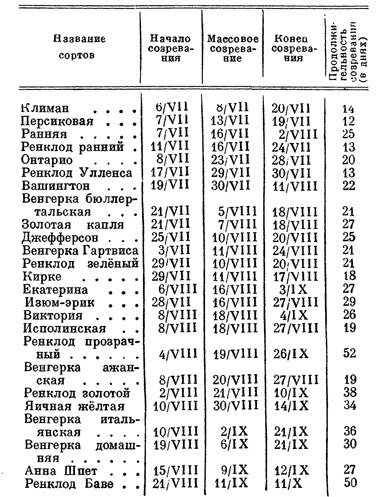 Название сортов Начало созревания Массовое созревание Конец созревания Продолжительность созревания (в днях)
Климан . . . . 6/VII 8/VII 20/VII 14
Персиковая . . . 7/VII 13/VII 19/VII 12
Ранняя . . . . 7/VII 16/VII 2/VIII 25
Ренклод ранний . 11/VII 16/VII 24/VII 13
Онтарио . . . . 8/VII 23/VII 28/VII 20
Ренклод Улленса 17/VII 29/VII 30/VII 13
Вашингтон . . . 19/VII 30/VII 11/VIII 22
Венгерка бюллер-
тальская . . . 21/VII 5/VIII 18/VIII 21
Золотая капля 21/VII 7/VIII 18/VIII 27
Джефферсон . . 25/VII 10/VIII 20/VIII 25
Венгерка Гартвиса 3/VII 11/VIII 24/VIII 21
Ренклод зелёный 29/VII 10/VIII 20/VIII 21
Кирке . . . . 29/VII 11/VIII 17/VIII 18
Екатерина . . . 6/VIII 16/VIII 3/IX 27
Изюм-эрик . . . 28/VII 16/VIII 27/VIII 29
Виктория . . . . 8/VIII 18/VIII 4/IX 26
Исполинская . . 8/VIII 18/VIII 27/VIII 19
Ренклод прозрач-
ный . . . . . . 4/VIII 19/VIII 26/IX 52
Венгерка ажан-
ская . . . . . 8/VIII 20/VIII 27/VIII 19
Ренклод золотой 2/VIII 21/VIII 10/IX 38
Яичная жёлтая 10/VIII 30/VIII 14/IX 34
Венгерка италь-
янская . . . . 10/VIII 2/IX 21/IX 36
Венгерка домаш-
няя . . . . . 19/VIII 6/IX 21/IX 30
Анна Шпет . . 15/VIII 9/IX 12/IX 27
Ренклод Баве . . 21/VIII 11/IX 11/X 50